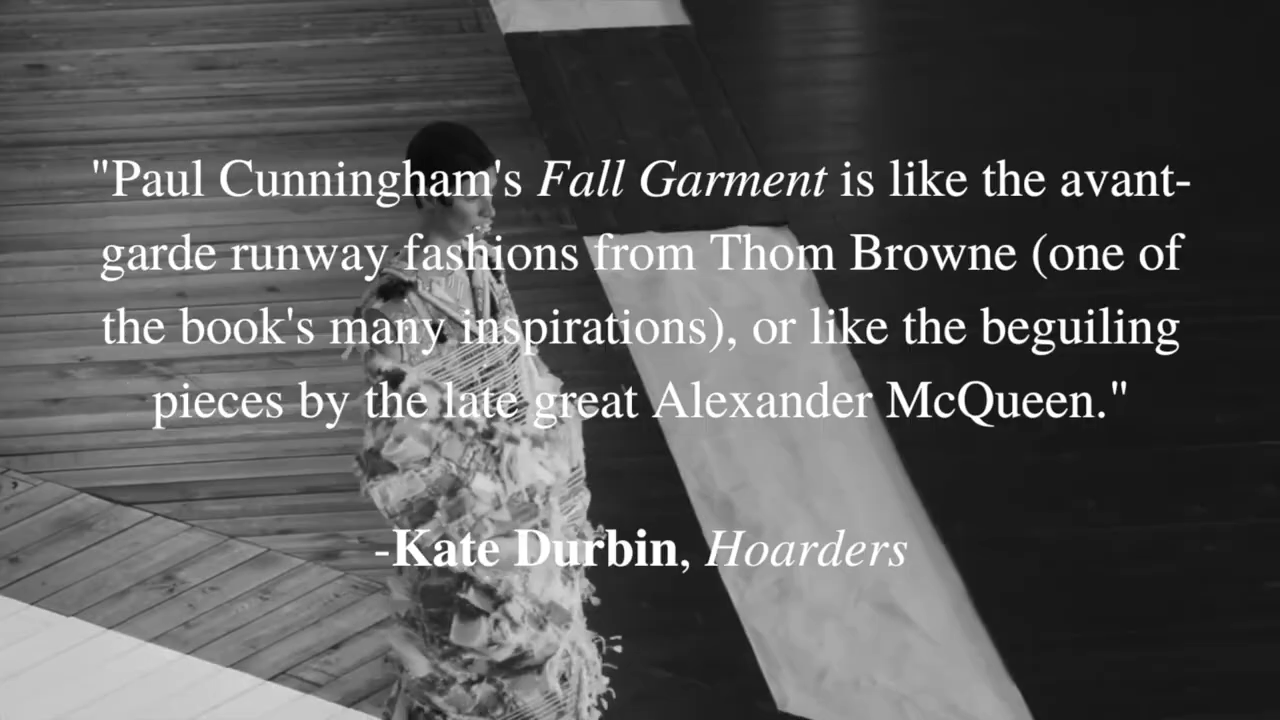 "Paul Cunningham's Fall Garment is like the avant-
garde runway fashions from Thom Browne (one of
the book's many inspirations), or like the beguiling
pieces by the late great Alexander McQueen."
-Kate Durbin, Hoarders